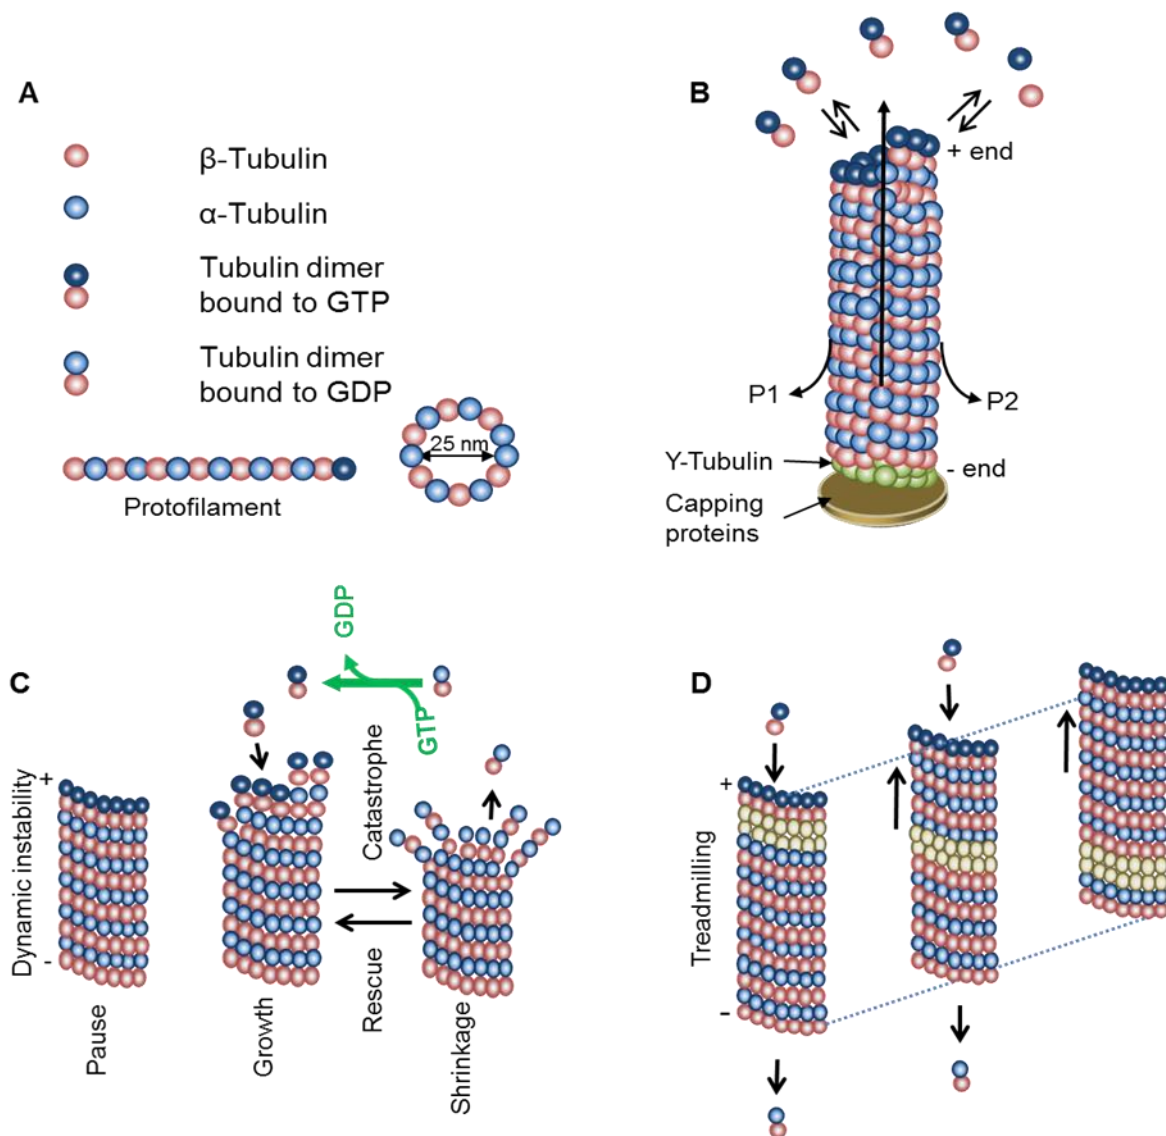 A
β-Tubulin
α-Tubulin
Tubulin dimer
bound to GTP
Tubulin dimer
bound to GDP
25 nm
Protofilament
B
+ end
P1
P2
Y-Tubulin
- end
Capping
proteins
C
GDP
GTP
Dynamic instability
+
-
Catastrophe
Rescue
Pause
Growth
Shrinkage
D
Treadmilling
+
-